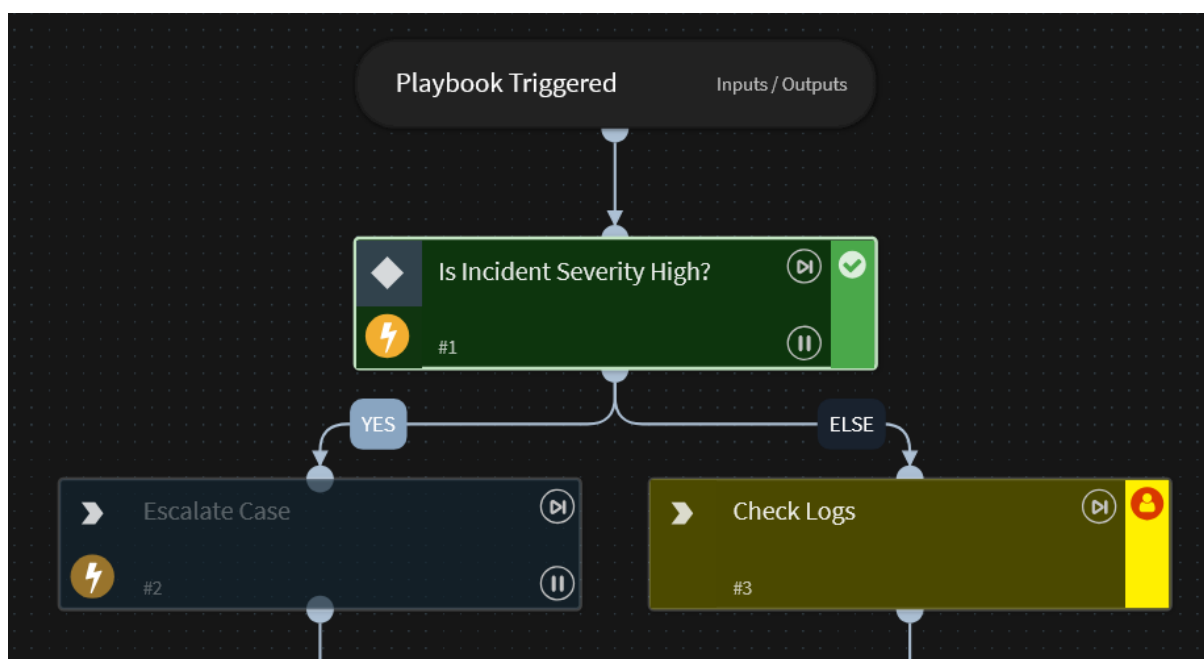 Playbook Triggered Inputs / Outputs
Is Incident Severity High?
#1
YES
ELSE
Escalate Case
#2
Check Logs
#3